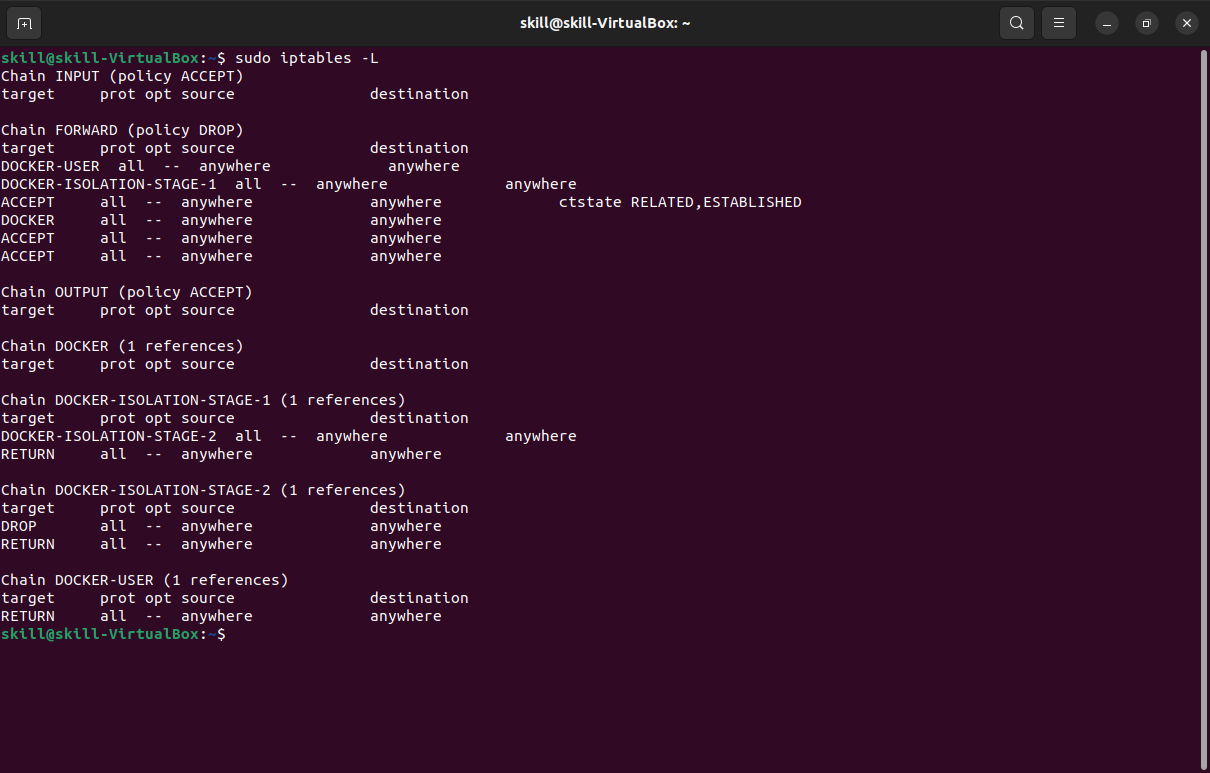 skill@skill-VirtualBox: ~
skill@skill-VirtualBox:~$ sudo iptables -L
Chain INPUT (policy ACCEPT)
target     prot opt source               destination

Chain FORWARD (policy DROP)
target     prot opt source               destination
DOCKER-USER  all  --  anywhere             anywhere
DOCKER-ISOLATION-STAGE-1  all  --  anywhere             anywhere
ACCEPT     all  --  anywhere             anywhere             ctstate RELATED,ESTABLISHED
DOCKER     all  --  anywhere             anywhere
ACCEPT     all  --  anywhere             anywhere
ACCEPT     all  --  anywhere             anywhere

Chain OUTPUT (policy ACCEPT)
target     prot opt source               destination

Chain DOCKER (1 references)
target     prot opt source               destination

Chain DOCKER-ISOLATION-STAGE-1 (1 references)
target     prot opt source               destination
DOCKER-ISOLATION-STAGE-2  all  --  anywhere             anywhere
RETURN     all  --  anywhere             anywhere

Chain DOCKER-ISOLATION-STAGE-2 (1 references)
target     prot opt source               destination
DROP       all  --  anywhere             anywhere
RETURN     all  --  anywhere             anywhere

Chain DOCKER-USER (1 references)
target     prot opt source               destination
RETURN     all  --  anywhere             anywhere
skill@skill-VirtualBox:~$